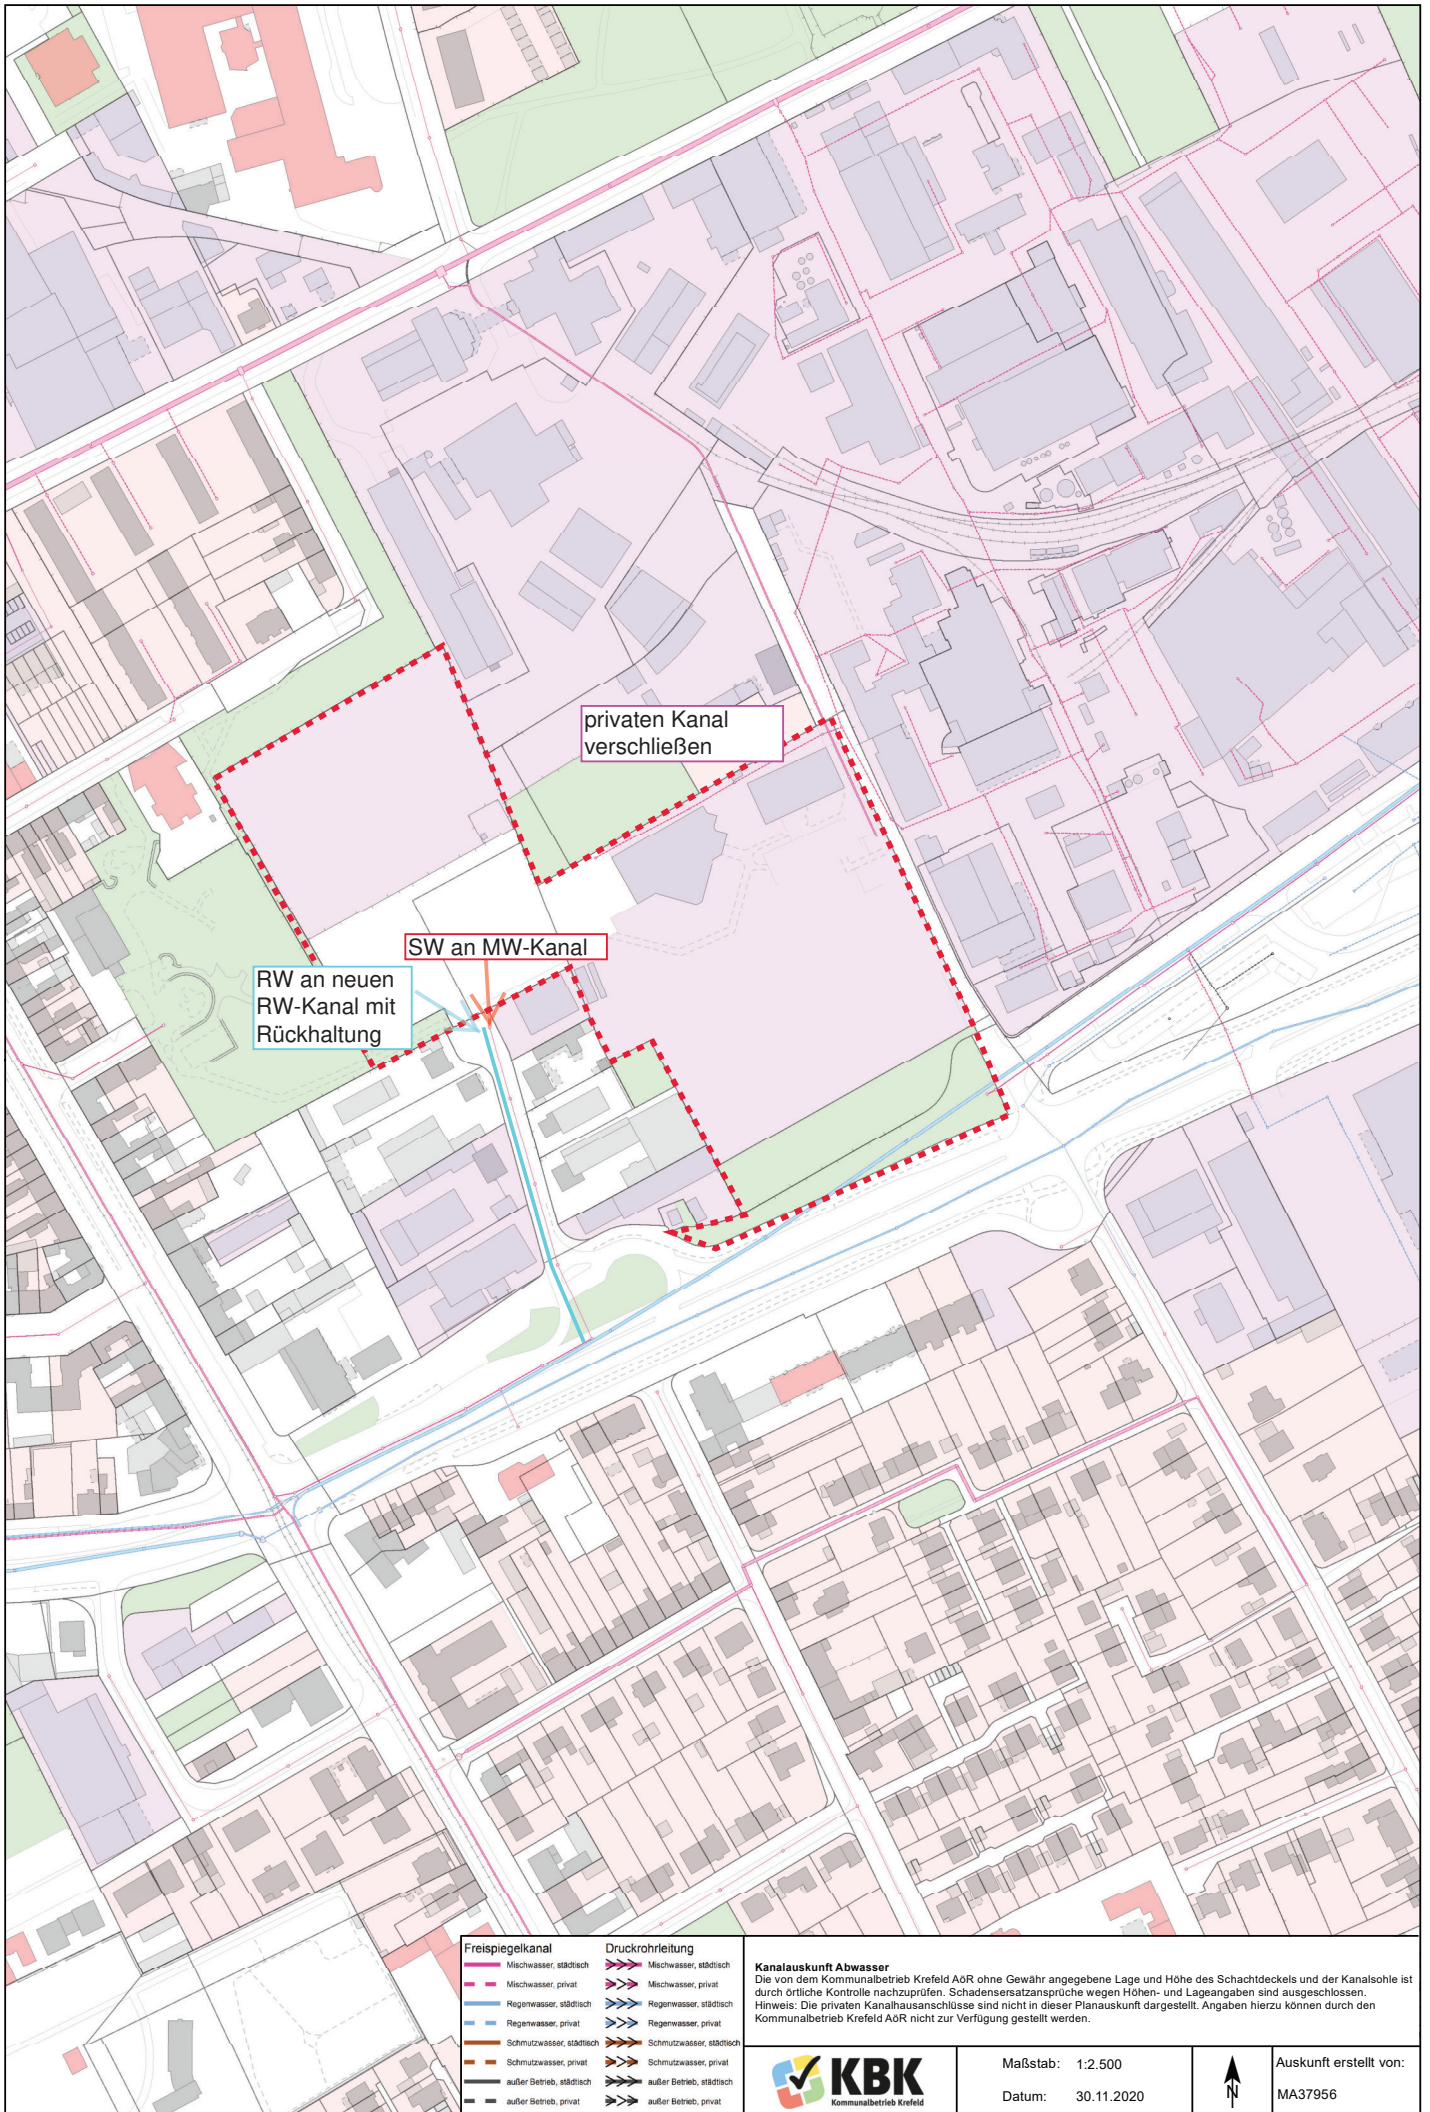 privaten Kanal
verschließen
SW an MW-Kanal
RW an neuen
RW-Kanal mit
Rückhaltung
Freispiegelkanal
Mischwasser, städtisch
Mischwasser, privat
Regenwasser, städtisch
Regenwasser, privat
Schmutzwasser, städtisch
Schmutzwasser, privat
außer Betrieb, städtisch
außer Betrieb, privat
Druckrohrleitung
Mischwasser, städtisch
Mischwasser, privat
Regenwasser, städtisch
Regenwasser, privat
Schmutzwasser, städtisch
Schmutzwasser, privat
außer Betrieb, städtisch
außer Betrieb, privat
Kanalauskunft Abwasser
Die von dem Kommunalbetrieb Krefeld AöR ohne Gewähr angegebene Lage und Höhe des Schachtdeckels und der Kanalsohle ist
durch örtliche Kontrolle nachzuprüfen. Schadensersatzansprüche wegen Höhen- und Lageangaben sind ausgeschlossen.
Hinweis: Die privaten Kanalhausanschlüsse sind nicht in dieser Planauskunft dargestellt. Angaben hierzu können durch den
Kommunalbetrieb Krefeld AöR nicht zur Verfügung gestellt werden.
KBK
Kommunalbetrieb Krefeld
Maßstab: 1:2.500
Datum: 30.11.2020
N
Auskunft erstellt von:
MA37956